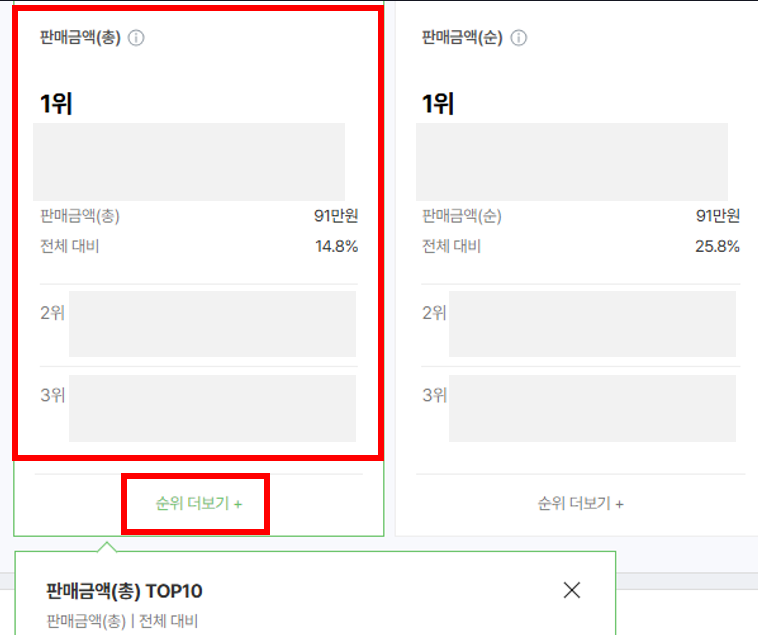 판매금액(총)
1위
판매금액(총) 91만원
전체 대비 14.8%
2위
3위
순위 더보기 +
판매금액(순)
1위
판매금액(순) 91만원
전체 대비 25.8%
2위
3위
순위 더보기 +
판매금액(총) TOP10
판매금액(총) | 전체 대비